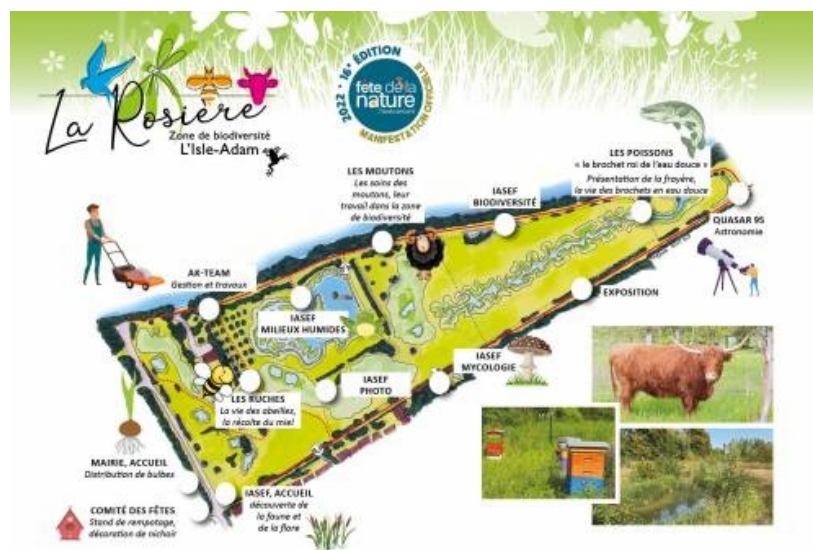 La Rosière
Zone de biodiversité
L'Isle-Adam
2022 • 16e ÉDITION
fête de la
nature
MANIFESTATION OFFICIELLE
LES MOUTONS
Les soins des
moutons, leur
travail dans la zone
de biodiversité
IASEF
BIODIVERSITÉ
LES POISSONS
« le brochet roi de l'eau douce »
Présentation de la frayère,
la vie des brochets en eau douce
QUASAR 95
Astronomie
AK-TEAM
Gestion et travaux
EXPOSITION
IASEF
MILIEUX HUMIDES
IASEF
MYCOLOGIE
IASEF
PHOTO
LES RUCHES
La vie des abeilles,
la récolte du miel
MAIRIE, ACCUEIL
Distribution de bulbes
COMITÉ DES FÊTES
Stand de rempotage,
décoration de nichoir
IASEF, ACCUEIL
découverte de
la faune et
de la flore